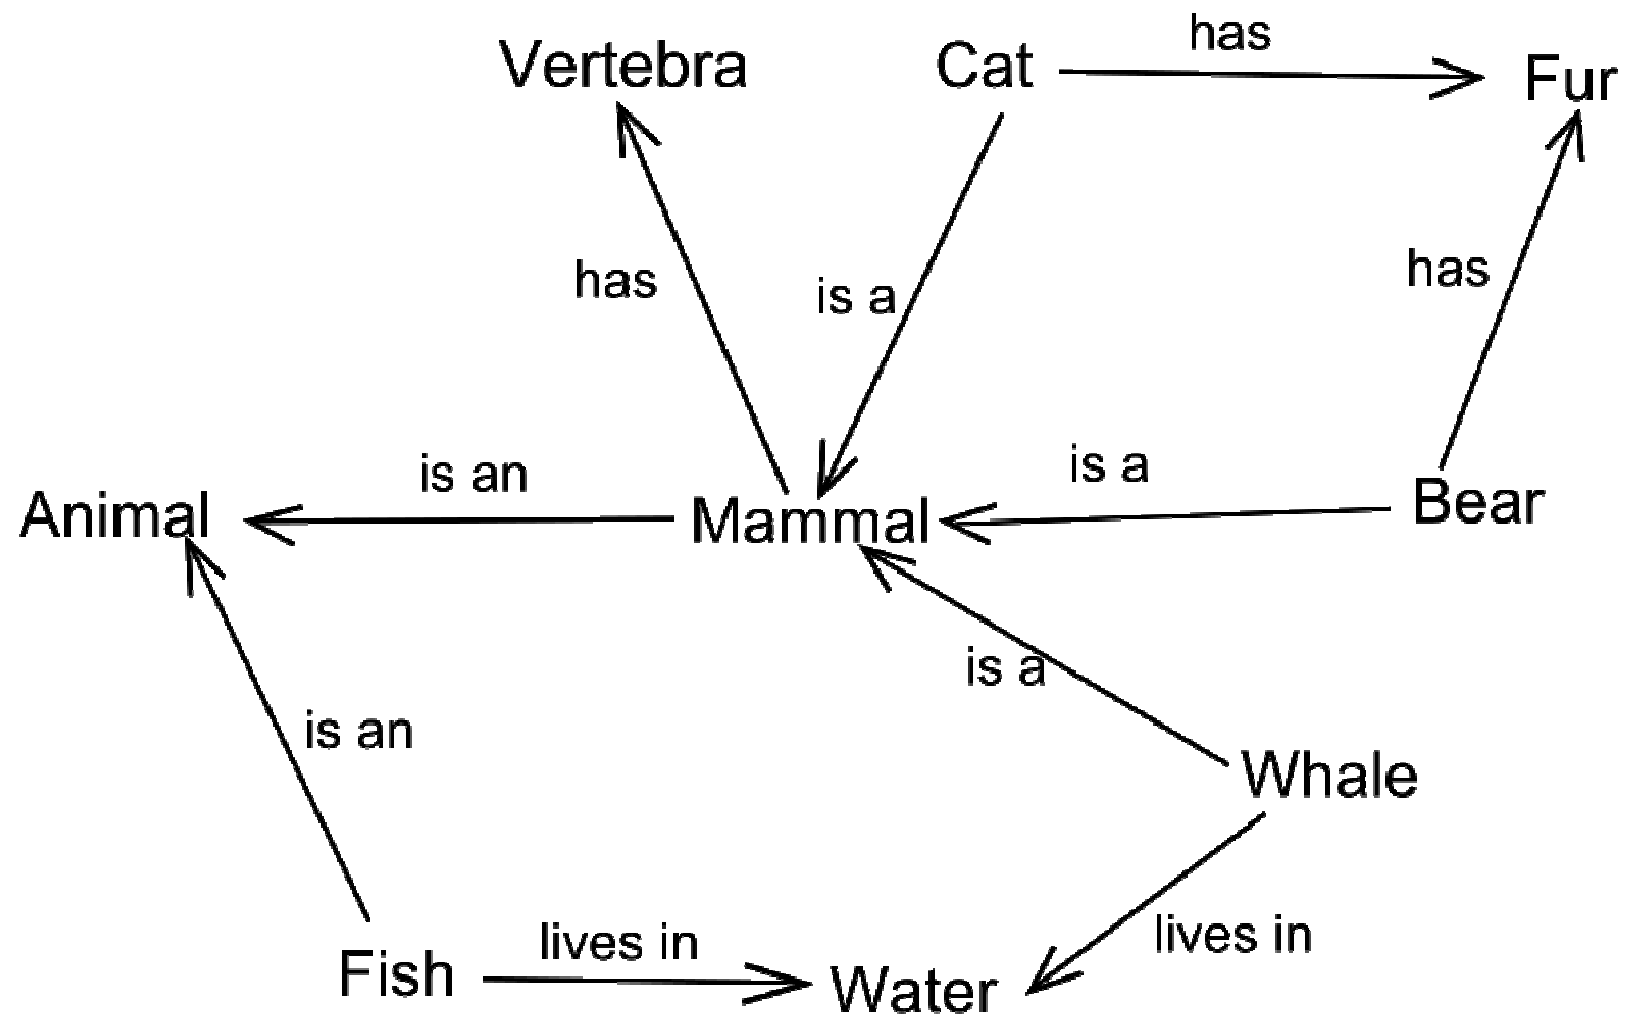 has
Vertebra
Cat
Fur
has
is a
has
is an
is a
Animal
Mammal
Bear
is a
is an
Whale
lives in
lives in
Fish
Water